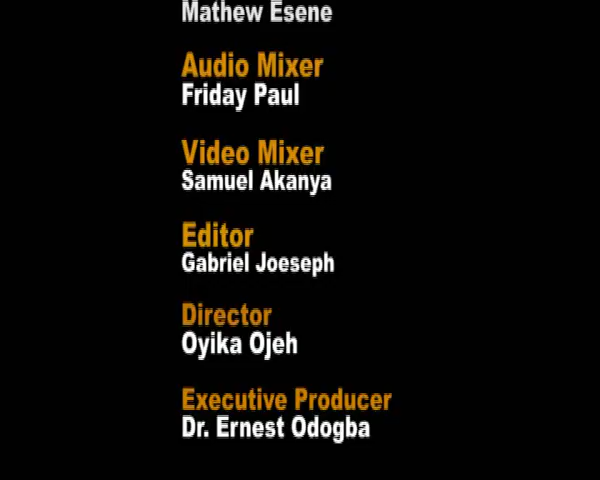 Mathew Esene
Audio Mixer
Friday Paul
Video Mixer
Samuel Akanya
Editor
Gabriel Joeseph
Director
Oyika Ojeh
Executive Producer
Dr. Ernest Odogba